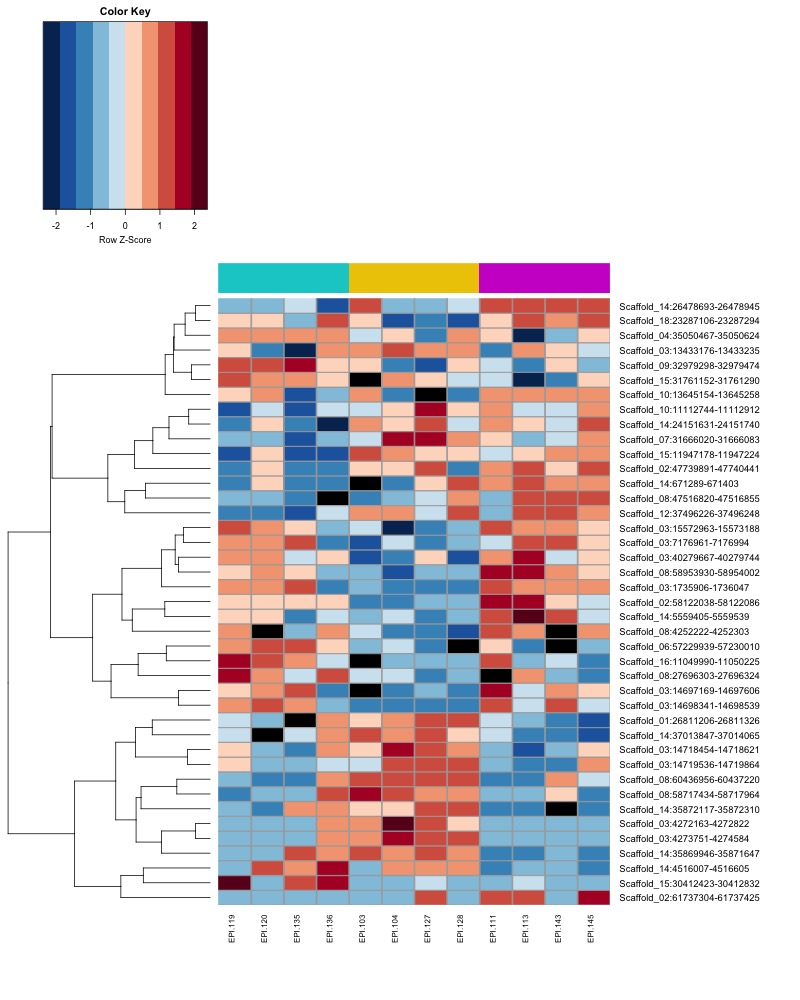 Color Key
-2 -1 0 1 2
Row Z-Score
Scaffold_14:26478693-26478945
Scaffold_18:23287106-23287294
Scaffold_04:35050467-35050624
Scaffold_03:13433176-13433235
Scaffold_09:32979298-32979474
Scaffold_15:31761152-31761290
Scaffold_10:13645154-13645258
Scaffold_10:11112744-11112912
Scaffold_14:24151631-24151740
Scaffold_07:31666020-31666083
Scaffold_15:11947178-11947224
Scaffold_02:47739891-47740441
Scaffold_14:671289-671403
Scaffold_08:47516820-47516855
Scaffold_12:37496226-37496248
Scaffold_03:15572963-15573188
Scaffold_03:7176961-7176994
Scaffold_03:40279667-40279744
Scaffold_08:58953930-58954002
Scaffold_03:1735906-1736047
Scaffold_02:58122038-58122086
Scaffold_14:5559405-5559539
Scaffold_08:4252222-4252303
Scaffold_06:57229939-57230010
Scaffold_16:11049990-11050225
Scaffold_08:27696303-27696324
Scaffold_03:14697169-14697606
Scaffold_03:14698341-14698539
Scaffold_01:26811206-26811326
Scaffold_14:37013847-37014065
Scaffold_03:14718454-14718621
Scaffold_03:14719536-14719864
Scaffold_08:60436956-60437220
Scaffold_08:58717434-58717964
Scaffold_14:35872117-35872310
Scaffold_03:4272163-4272822
Scaffold_03:4273751-4274584
Scaffold_14:35869946-35871647
Scaffold_14:4516007-4516605
Scaffold_15:30412423-30412832
Scaffold_02:61737304-61737425
EPI.119 EPI.120 EPI.135 EPI.136 EPI.103 EPI.104 EPI.127 EPI.128 EPI.111 EPI.113 EPI.143 EPI.145